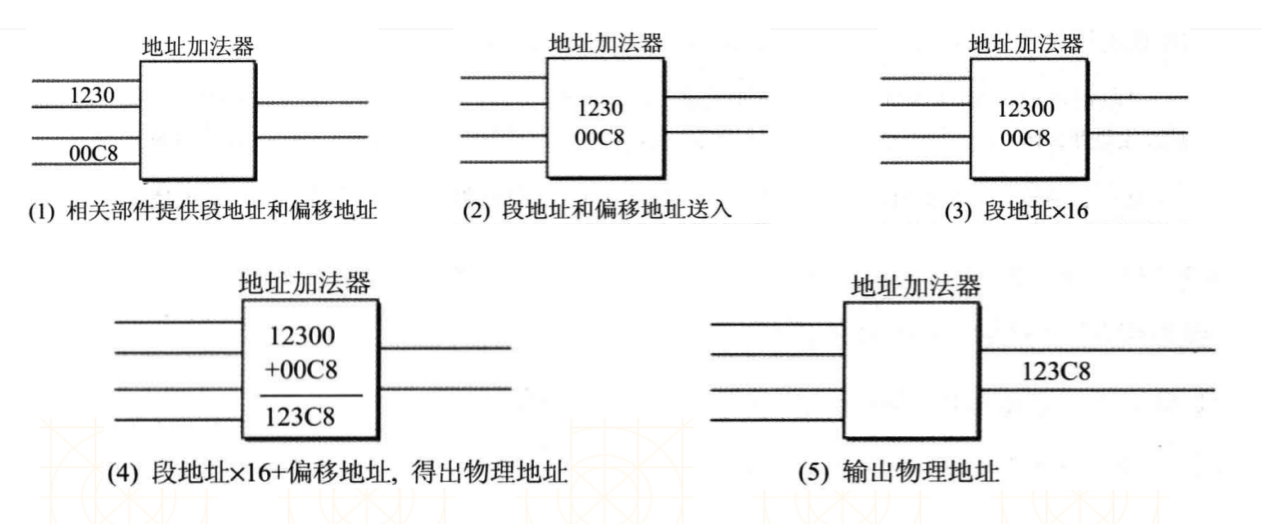 地址加法器
1230
00C8
(1) 相关部件提供段地址和偏移地址
地址加法器
1230
00C8
(2) 段地址和偏移地址送入
地址加法器
12300
00C8
(3) 段地址×16
地址加法器
12300
+00C8
123C8
(4) 段地址×16+偏移地址, 得出物理地址
地址加法器
123C8
(5) 输出物理地址